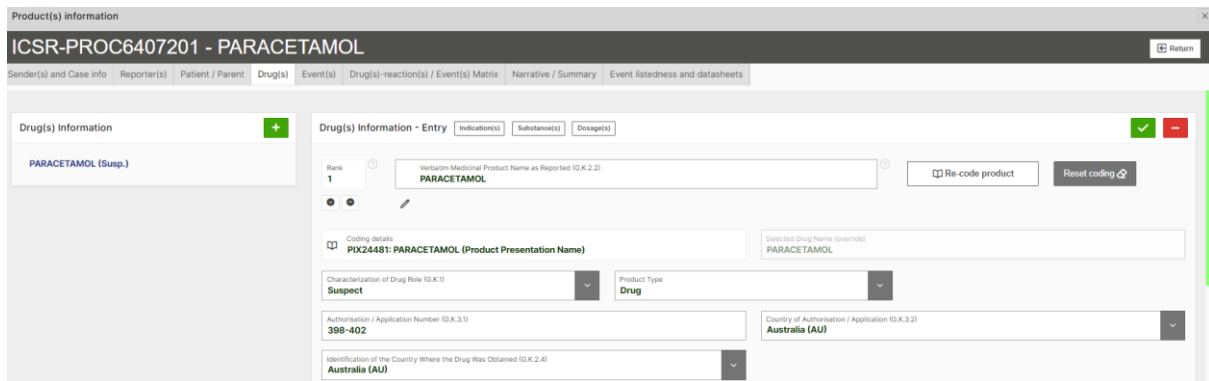 Product(s) information
ICSR-PROC6407201 - PARACETAMOL
Return
Sender(s) and Case info Reporter(s) Patient / Parent Drug(s) Event(s) Drug(s)-reaction(s) / Event(s) Matrix Narrative / Summary Event listedness and datasheets
Drug(s) Information
Drug(s) Information - Entry Indication(s) Substance(s) Dosage(s)
PARACETAMOL (Susp.)
Rank
1
Verbatim Medicinal Product Name as Reported (G.K.2.2)
PARACETAMOL
Re-code product
Reset coding
Coding details
PIX24481: PARACETAMOL (Product Presentation Name)
Selected Drug Name (override)
PARACETAMOL
Characterization of Drug Role (G.K.1)
Suspect
Product Type
Drug
Authorisation / Application Number (G.K.3.1)
398-402
Country of Authorisation / Application (G.K.3.2)
Australia (AU)
Identification of the Country Where the Drug Was Obtained (G.K.2.4)
Australia (AU)